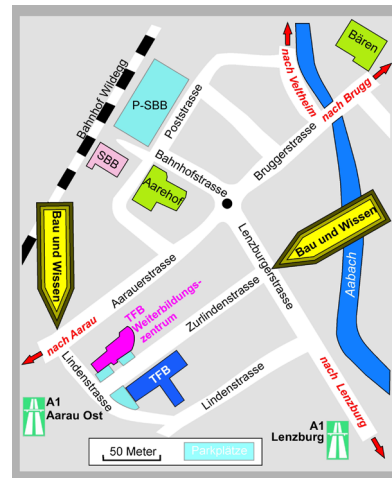 Bären
nach Veltheim
nach Brugg
Bahnhof Wildegg
P-SBB
Poststrasse
SBB
Bahnhofstrasse
Bruggerstrasse
Aarehof
Bau und Wissen
Bau und Wissen
Lenzburgerstrasse
Aabach
Aarauerstrasse
TFB
Weiterbildungs-
zentrum
Zurlindenstrasse
nach Aarau
Lindenstrasse
TFB
Lindenstrasse
nach Lenzburg
A1
Aarau Ost
A1
Lenzburg
50 Meter
Parkplätze